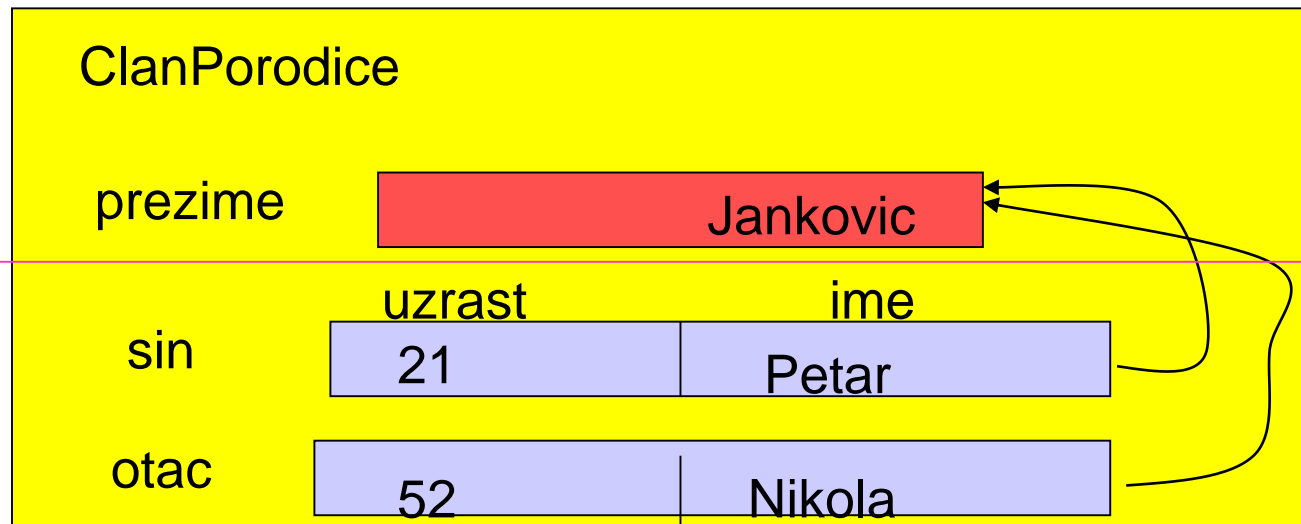 ClanPorodice
prezime Jankovic
uzrast ime
sin 21 Petar
otac 52 Nikola